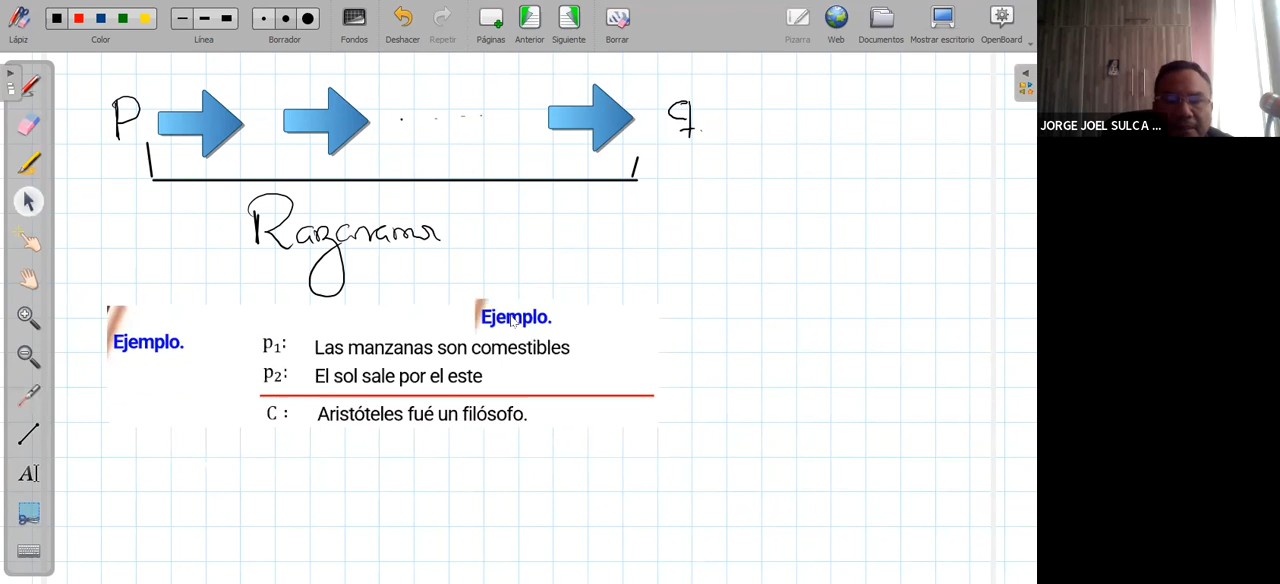 Lápiz
Color
Línea
Borrador
Fondos
Deshacer
Repetir
Páginas
Anterior
Siguiente
Borrar
Pizarra
Web
Documentos
Mostrar escritorio
OpenBoard
JORGE JOEL SULCA ...
P
q
Ejemplo.
Ejemplo.
p₁: Las manzanas son comestibles
p₂: El sol sale por el este
C : Aristóteles fué un filósofo.
A